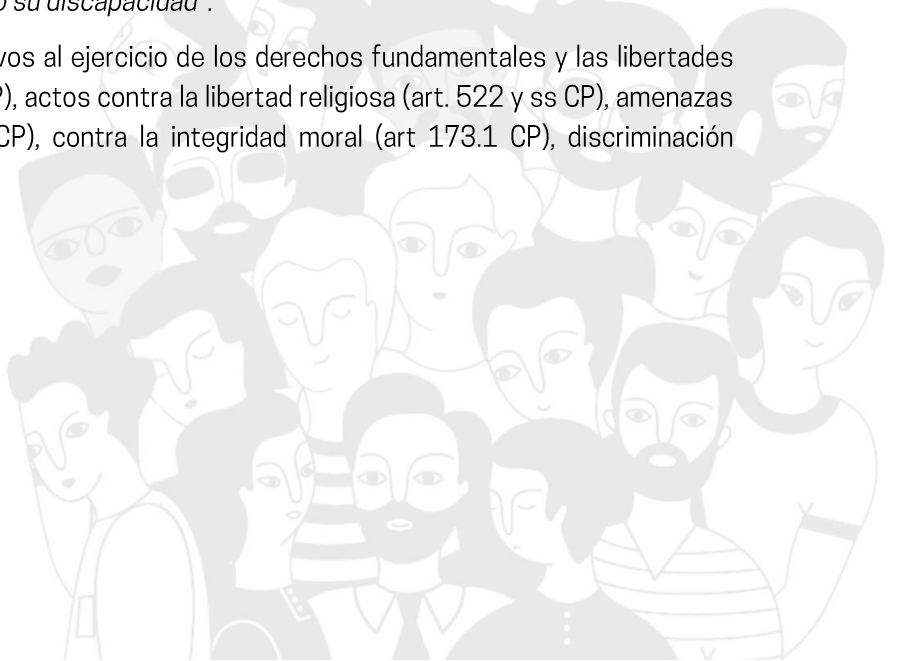 o su discapacidad".
vos al ejercicio de los derechos fundamentales y las libertades
P), actos contra la libertad religiosa (art. 522 y ss CP), amenazas
CP), contra la integridad moral (art 173.1 CP), discriminación